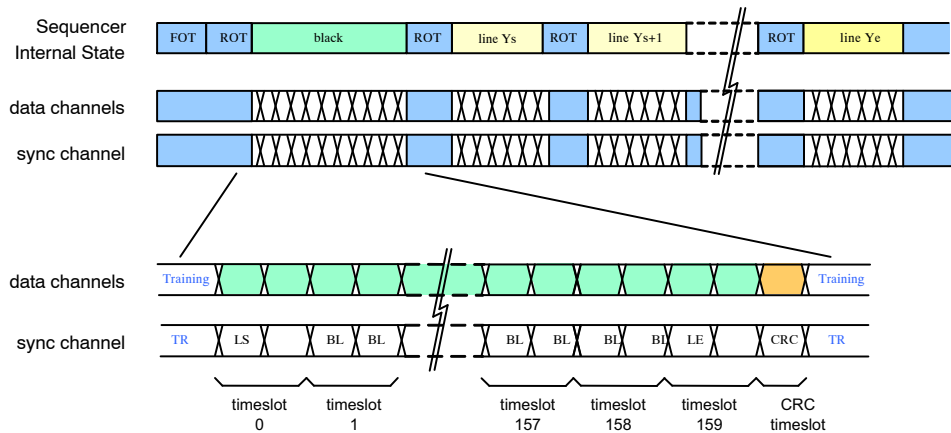 Sequencer
Internal State
FOT ROT black ROT line Ys ROT line Ys+1 ROT line Ye
data channels
sync channel
data channels Training Training
sync channel TR LS BL BL BL BL BL BL LE CRC TR
timeslot timeslot timeslot timeslot timeslot CRC
0 1 157 158 159 timeslot